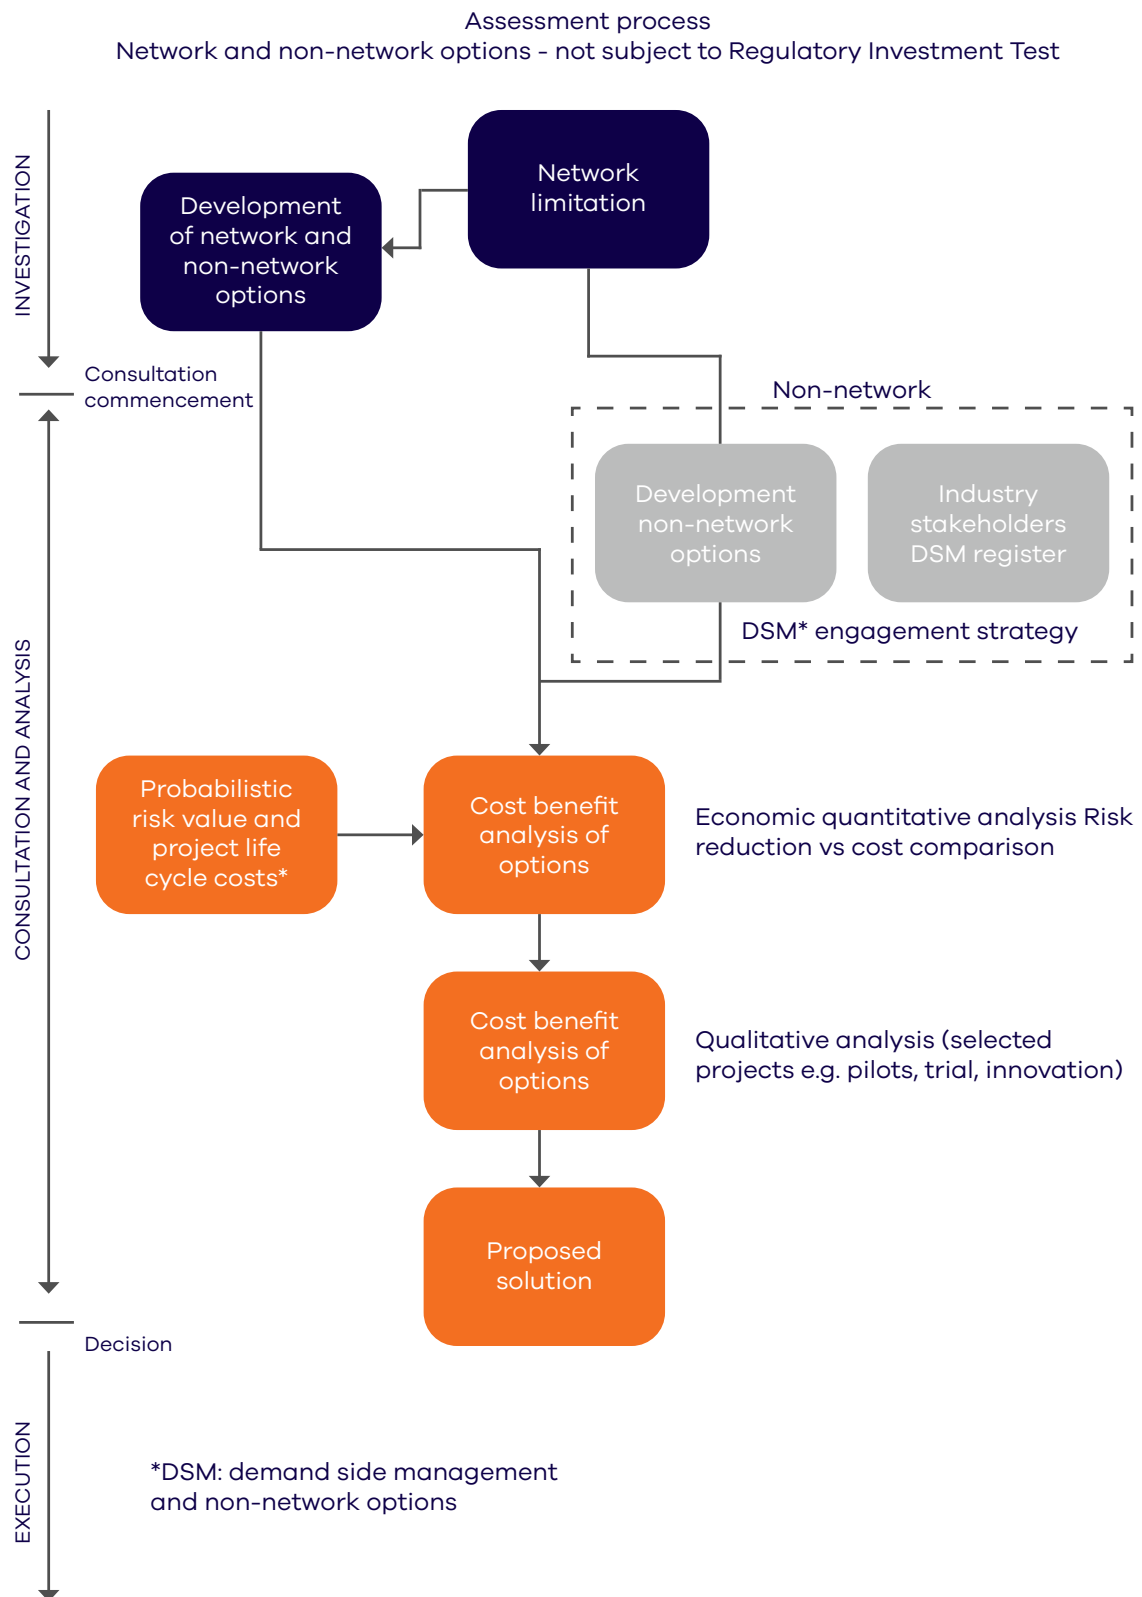 Assessment process
Network and non-network options - not subject to Regulatory Investment Test
INVESTIGATION
Network
limitation
Development
of network and
non-network
options
Consultation
commencement
Non-network
Development
non-network
options
Industry
stakeholders
DSM register
DSM* engagement strategy
CONSULTATION AND ANALYSIS
Probabilistic
risk value and
project life
cycle costs*
Cost benefit
analysis of
options
Economic quantitative analysis Risk
reduction vs cost comparison
Cost benefit
analysis of
options
Qualitative analysis (selected
projects e.g. pilots, trial, innovation)
Proposed
solution
Decision
EXECUTION
*DSM: demand side management
and non-network options